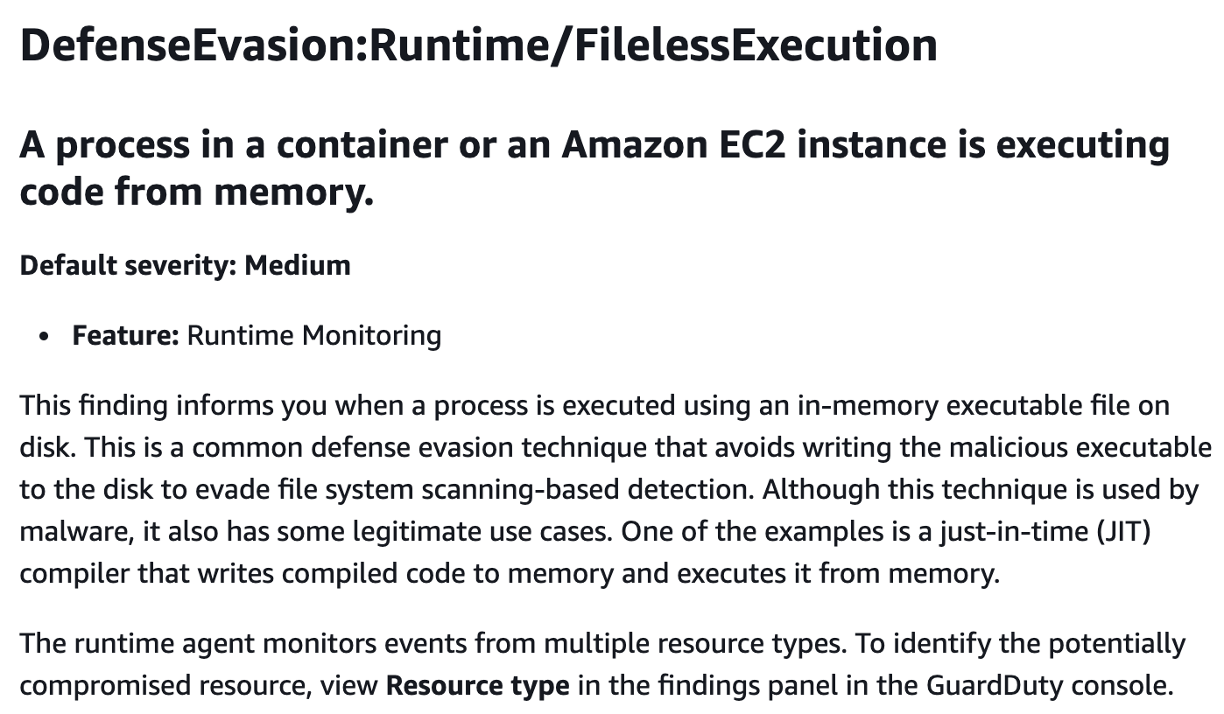 DefenseEvasion:Runtime/FilelessExecution
A process in a container or an Amazon EC2 instance is executing
code from memory.
Default severity: Medium
• Feature: Runtime Monitoring
This finding informs you when a process is executed using an in-memory executable file on
disk. This is a common defense evasion technique that avoids writing the malicious executable
to the disk to evade file system scanning-based detection. Although this technique is used by
malware, it also has some legitimate use cases. One of the examples is a just-in-time (JIT)
compiler that writes compiled code to memory and executes it from memory.
The runtime agent monitors events from multiple resource types. To identify the potentially
compromised resource, view Resource type in the findings panel in the GuardDuty console.